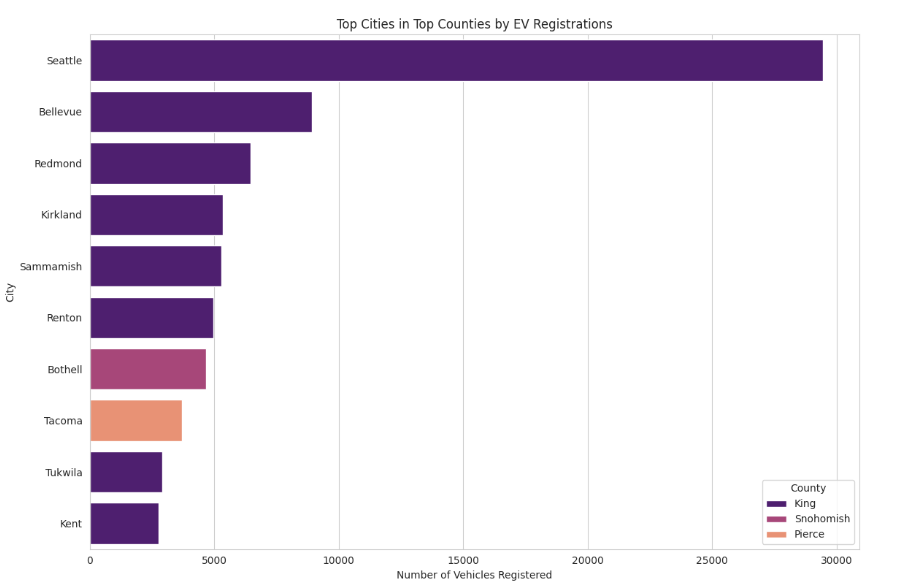 Top Cities in Top Counties by EV Registrations
City
Seattle
Bellevue
Redmond
Kirkland
Sammamish
Renton
Bothell
Tacoma
Tukwila
Kent
County
King
Snohomish
Pierce
0 5000 10000 15000 20000 25000 30000
Number of Vehicles Registered